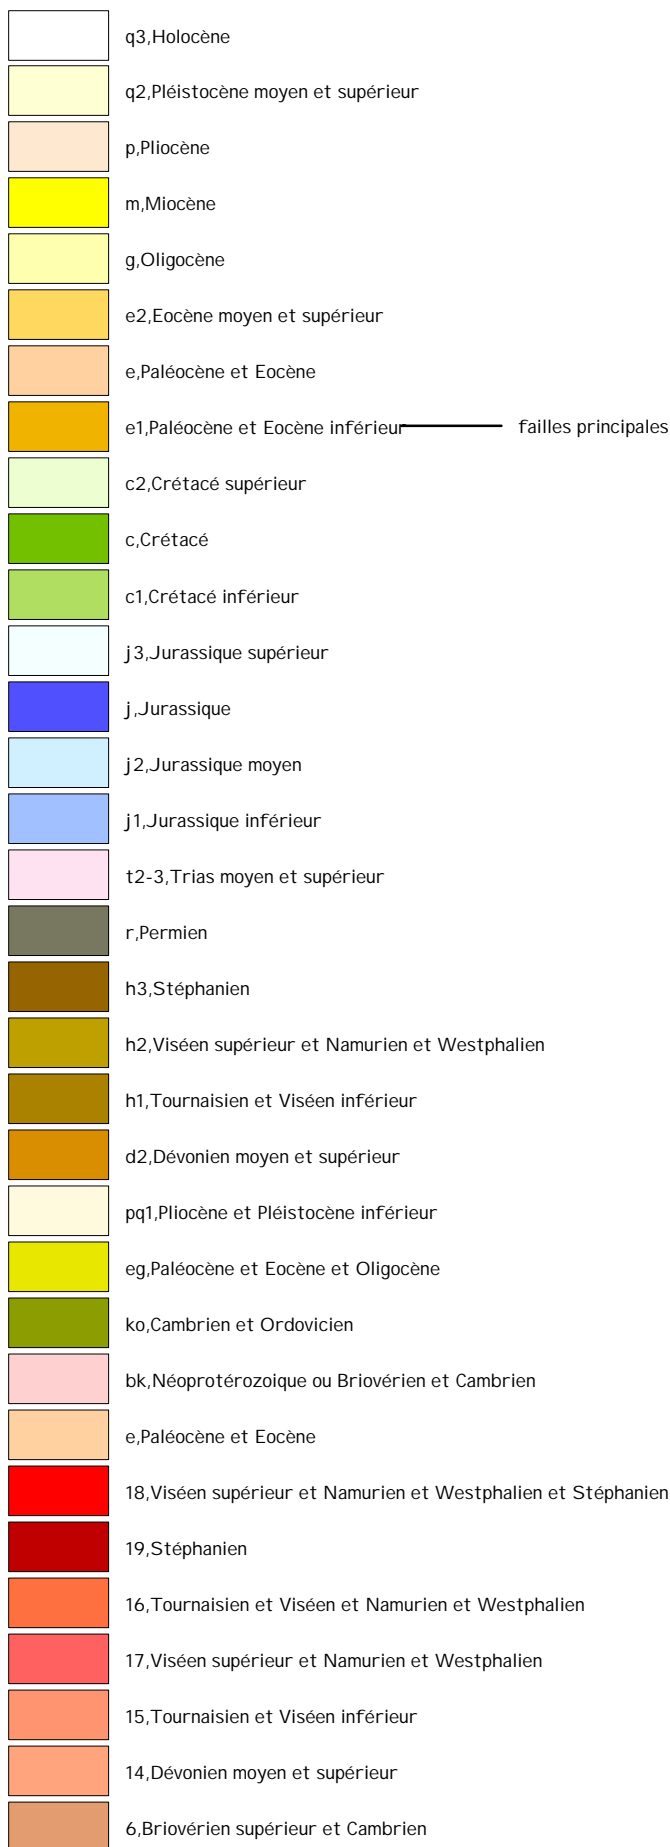 q3,Holocène
q2,Pléistocène moyen et supérieur
p,Pliocène
m,Miocène
g,Oligocène
e2,Eocène moyen et supérieur
e,Paléocène et Eocène
e1,Paléocène et Eocène inférieur failles principales
c2,Crétacé supérieur
c,Crétacé
c1,Crétacé inférieur
j3,Jurassique supérieur
j,Jurassique
j2,Jurassique moyen
j1,Jurassique inférieur
t2-3,Trias moyen et supérieur
r,Permien
h3,Stéphanien
h2,Viséen supérieur et Namurien et Westphalien
h1,Tournaisien et Viséen inférieur
d2,Dévonien moyen et supérieur
pq1,Pliocène et Pléistocène inférieur
eg,Paléocène et Eocène et Oligocène
ko,Cambrien et Ordovicien
bk,Néoprotérozoique ou Briovérien et Cambrien
e,Paléocène et Eocène
18,Viséen supérieur et Namurien et Westphalien et Stéphanien
19,Stéphanien
16,Tournaisien et Viséen et Namurien et Westphalien
17,Viséen supérieur et Namurien et Westphalien
15,Tournaisien et Viséen inférieur
14,Dévonien moyen et supérieur
6,Briovérien supérieur et Cambrien